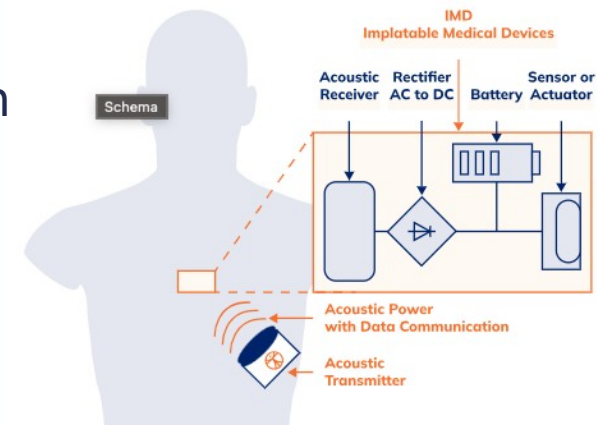 n
Schema
IMD
Implatable Medical Devices
Acoustic
Receiver
Rectifier
AC to DC
Battery
Sensor or
Actuator
Acoustic Power
with Data Communication
Acoustic
Transmitter